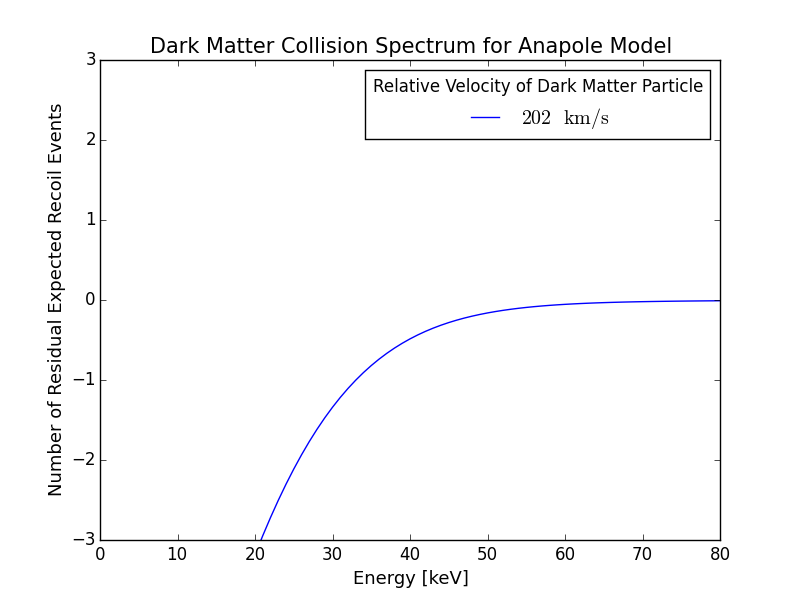 Dark Matter Collision Spectrum for Anapole Model
Relative Velocity of Dark Matter Particle
202 km/s
Number of Residual Expected Recoil Events
3
2
1
0
−1
−2
−3
0 10 20 30 40 50 60 70 80
Energy [keV]